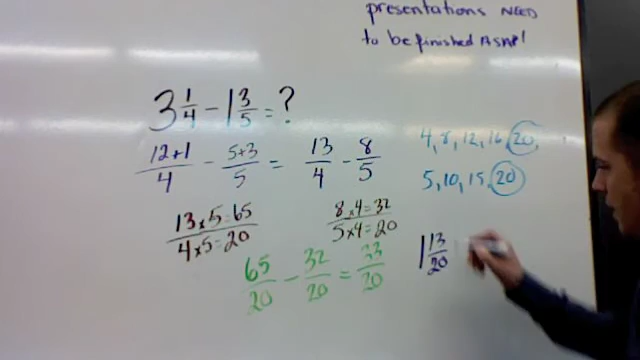 presentations NEED
to be finished ASAP!
3 1/4 - 1 3/5 = ?
12+1/4 - 5+3/5 = 13/4 - 8/5
4, 8, 12, 16, 20,
5, 10, 15, 20
13x5=65
4x5=20
8x4=32
5x4=20
65/20 - 32/20 = 33/20
1 13/20